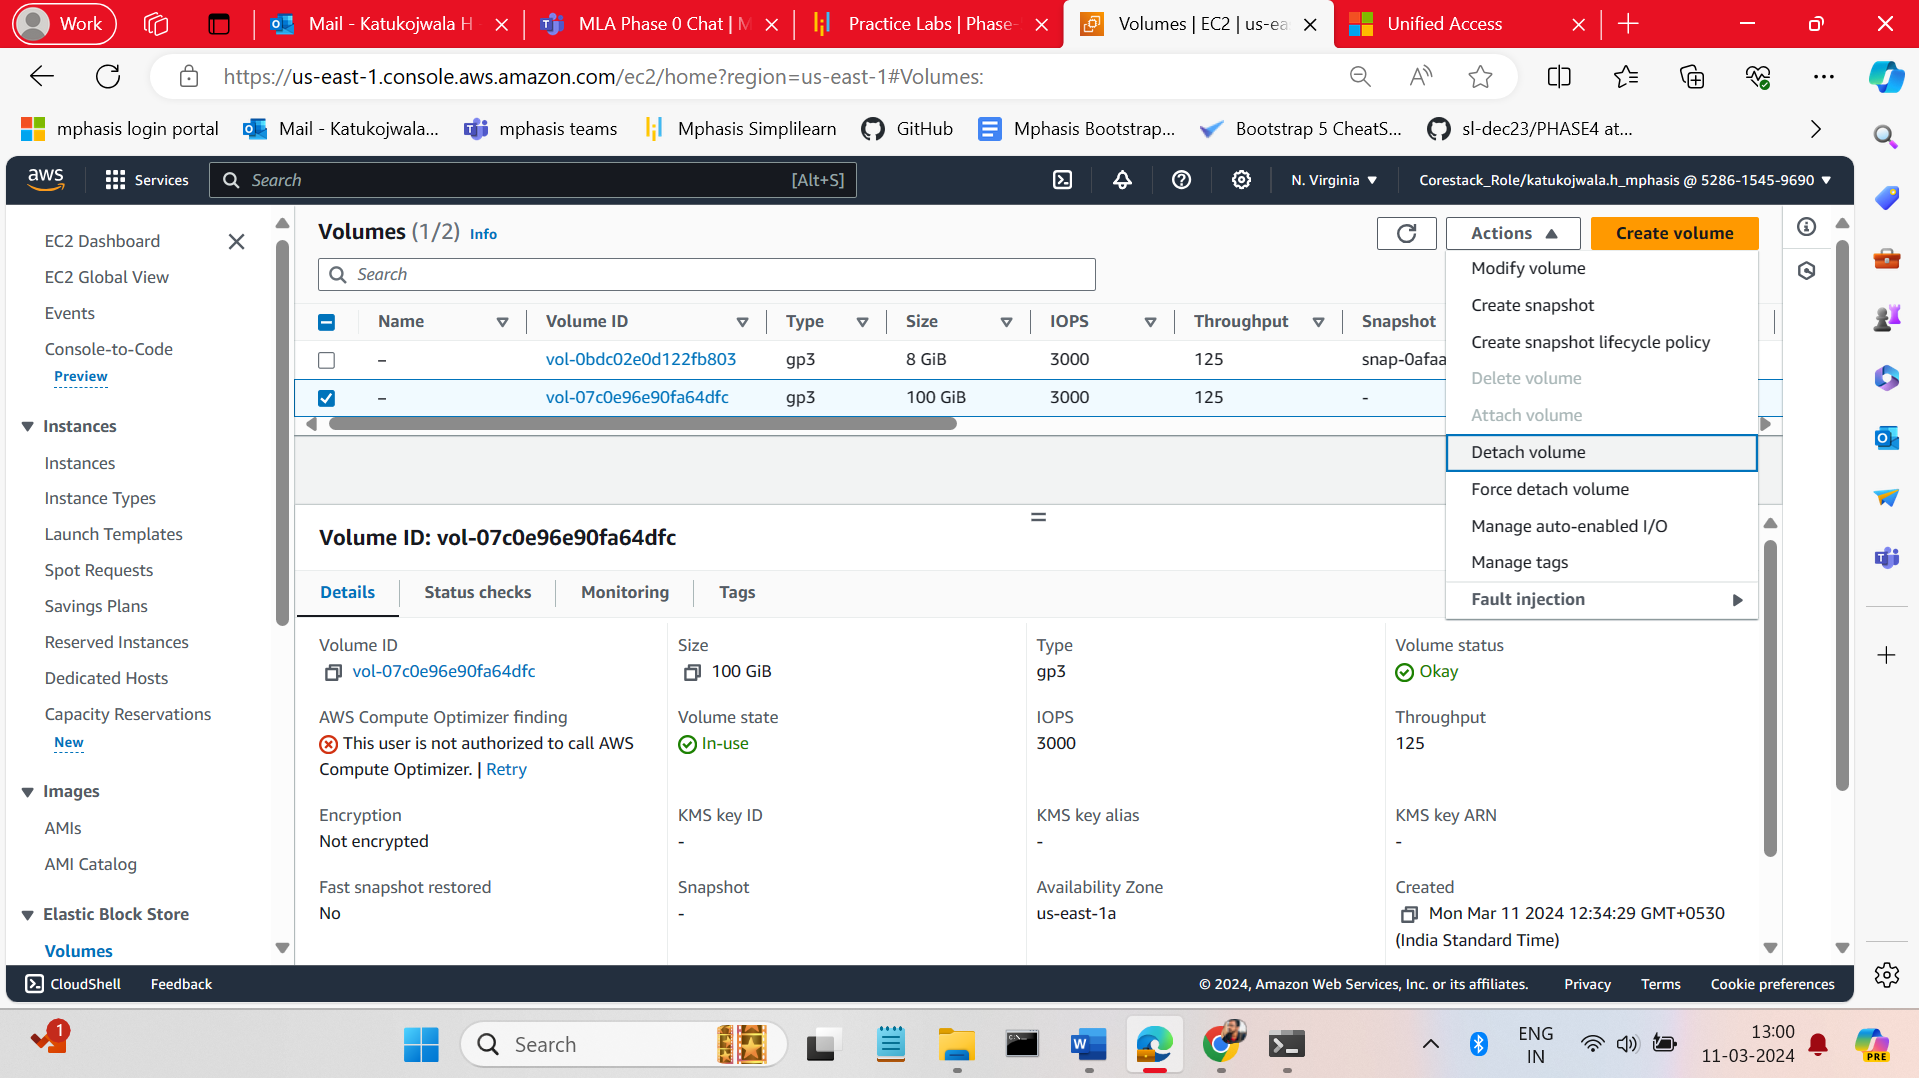 Work
Mail - Katukojwala H
MLA Phase 0 Chat | M
Practice Labs | Phase-
Volumes | EC2 | us-ea
Unified Access
https://us-east-1.console.aws.amazon.com/ec2/home?region=us-east-1#Volumes:
mphasis login portal
Mail - Katukojwala...
mphasis teams
Mphasis Simplilearn
GitHub
Mphasis Bootstrap...
Bootstrap 5 CheatS...
sl-dec23/PHASE4 at...
aws
Services
Search
[Alt+S]
N. Virginia
Corestack_Role/katukojwala.h_mphasis @ 5286-1545-9690
EC2 Dashboard
EC2 Global View
Events
Console-to-Code
Preview
Instances
Instances
Instance Types
Launch Templates
Spot Requests
Savings Plans
Reserved Instances
Dedicated Hosts
Capacity Reservations
New
Images
AMIs
AMI Catalog
Elastic Block Store
Volumes
Volumes (1/2) Info
Actions
Create volume
Search
Name Volume ID Type Size IOPS Throughput Snapshot
– vol-0bdc02e0d122fb803 gp3 8 GiB 3000 125 snap-0afaa
– vol-07c0e96e90fa64dfc gp3 100 GiB 3000 125 -
Modify volume
Create snapshot
Create snapshot lifecycle policy
Delete volume
Attach volume
Detach volume
Force detach volume
Manage auto-enabled I/O
Manage tags
Fault injection
Volume ID: vol-07c0e96e90fa64dfc
Details Status checks Monitoring Tags
Volume ID
vol-07c0e96e90fa64dfc
Size
100 GiB
Type
gp3
Volume status
Okay
AWS Compute Optimizer finding
This user is not authorized to call AWS
Compute Optimizer. | Retry
Volume state
In-use
IOPS
3000
Throughput
125
Encryption
Not encrypted
KMS key ID
-
KMS key alias
-
KMS key ARN
-
Fast snapshot restored
No
Snapshot
-
Availability Zone
us-east-1a
Created
Mon Mar 11 2024 12:34:29 GMT+0530
(India Standard Time)
CloudShell
Feedback
© 2024, Amazon Web Services, Inc. or its affiliates.
Privacy
Terms
Cookie preferences
1
Search
ENG
IN
13:00
11-03-2024
PRE